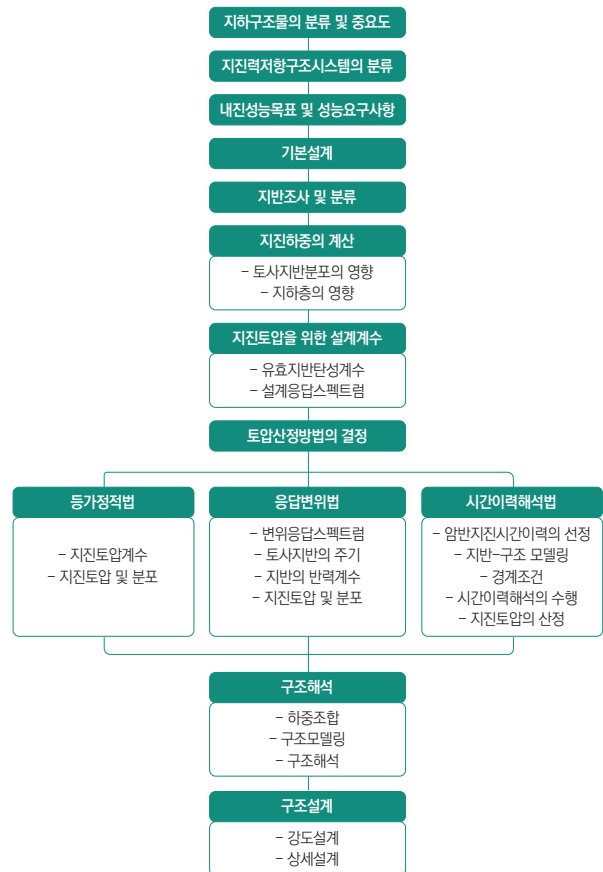 지하구조물의 분류 및 중요도
지진력저항구조시스템의 분류
내진성능목표 및 성능요구사항
기본설계
지반조사 및 분류
지진하중의 계산
- 토사지반분포의 영향
- 지하층의 영향
지진토압을 위한 설계계수
- 유효지반탄성계수
- 설계응답스펙트럼
토압산정방법의 결정
등가정적법
- 지진토압계수
- 지진토압 및 분포
응답변위법
- 변위응답스펙트럼
- 토사지반의 주기
- 지반의 반력계수
- 지진토압 및 분포
시간이력해석법
- 암반지진시간이력의 선정
- 지반-구조 모델링
- 경계조건
- 시간이력해석의 수행
- 지진토압의 산정
구조해석
- 하중조합
- 구조모델링
- 구조해석
구조설계
- 강도설계
- 상세설계